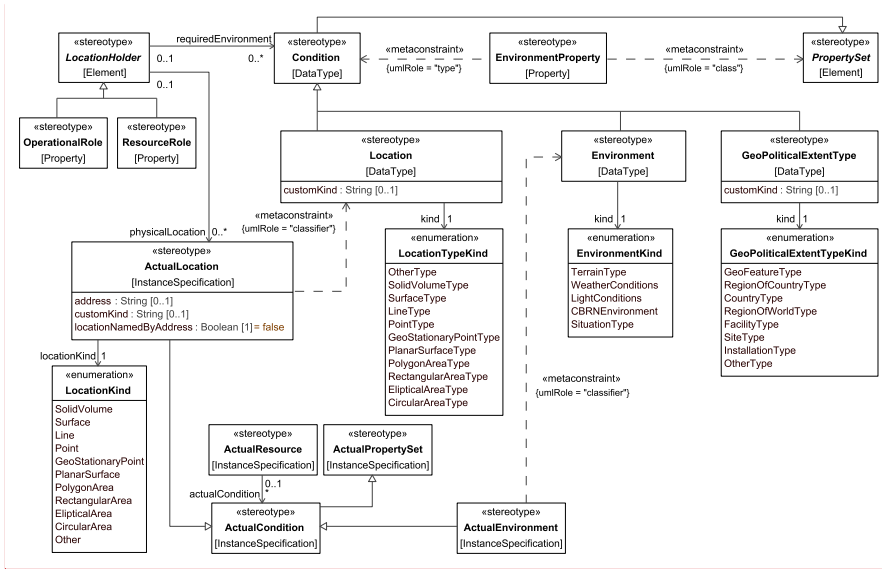 «stereotype»
LocationHolder
[Element]
requiredEnvironment
0..1
0..*
0..1
«stereotype»
Condition
[DataType]
«metaconstraint»
{umlRole = "type"}
«stereotype»
EnvironmentProperty
[Property]
«metaconstraint»
{umlRole = "class"}
«stereotype»
PropertySet
[Element]
«stereotype»
OperationalRole
[Property]
«stereotype»
ResourceRole
[Property]
«stereotype»
Location
[DataType]
customKind : String [0..1]
«stereotype»
Environment
[DataType]
«stereotype»
GeoPoliticalExtentType
[DataType]
customKind : String [0..1]
«metaconstraint»
{umlRole = "classifier"}
kind 1
kind 1
kind 1
physicalLocation 0..*
«stereotype»
ActualLocation
[InstanceSpecification]
address : String [0..1]
customKind : String [0..1]
locationNamedByAddress : Boolean [1] = false
«enumeration»
LocationTypeKind
OtherType
SolidVolumeType
SurfaceType
LineType
PointType
GeoStationaryPointType
PlanarSurfaceType
PolygonAreaType
RectangularAreaType
ElipticalAreaType
CircularAreaType
«enumeration»
EnvironmentKind
TerrainType
WeatherConditions
LightConditions
CBRNEnvironment
SituationType
«enumeration»
GeoPoliticalExtentTypeKind
GeoFeatureType
RegionOfCountryType
CountryType
RegionOfWorldType
FacilityType
SiteType
InstallationType
OtherType
locationKind 1
«enumeration»
LocationKind
SolidVolume
Surface
Line
Point
GeoStationaryPoint
PlanarSurface
PolygonArea
RectangularArea
ElipticalArea
CircularArea
Other
«metaconstraint»
{umlRole = "classifier"}
«stereotype»
ActualResource
[InstanceSpecification]
«stereotype»
ActualPropertySet
[InstanceSpecification]
0..1
actualCondition *
«stereotype»
ActualCondition
[InstanceSpecification]
«stereotype»
ActualEnvironment
[InstanceSpecification]